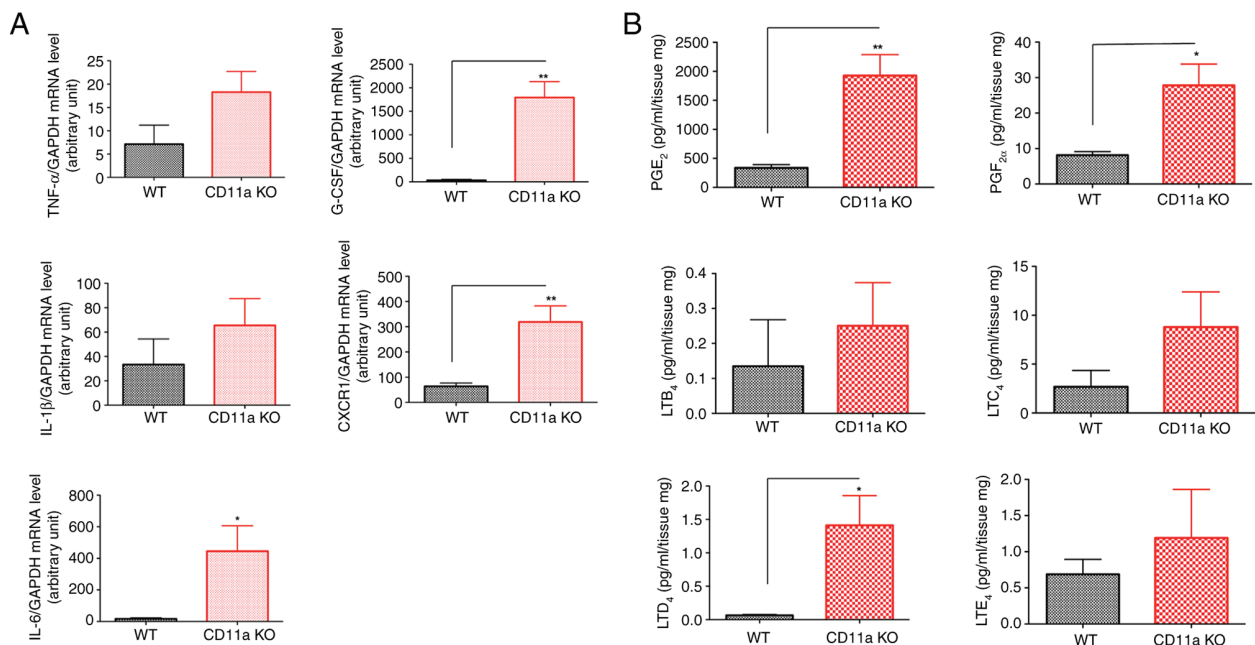 A
TNF-α/GAPDH mRNA level
(arbitrary unit)
25
20
15
10
5
0
WT
CD11a KO
G-CSF/GAPDH mRNA level
(arbitrary unit)
2500
2000
1500
1000
500
0
**
WT
CD11a KO
IL-1β/GAPDH mRNA level
(arbitrary unit)
100
80
60
40
20
0
WT
CD11a KO
CXCR1/GAPDH mRNA level
(arbitrary unit)
500
400
300
200
100
0
**
WT
CD11a KO
IL-6/GAPDH mRNA level
(arbitrary unit)
800
600
400
200
0
*
WT
CD11a KO
B
PGE2 (pg/ml/tissue mg)
2500
2000
1500
1000
500
0
**
WT
CD11a KO
PGF2α (pg/ml/tissue mg)
40
30
20
10
0
*
WT
CD11a KO
LTB4 (pg/ml/tissue mg)
0.4
0.3
0.2
0.1
0.0
WT
CD11a KO
LTC4 (pg/ml/tissue mg)
15
10
5
0
WT
CD11a KO
LTD4 (pg/ml/tissue mg)
2.0
1.5
1.0
0.5
0.0
*
WT
CD11a KO
LTE4 (pg/ml/tissue mg)
2.0
1.5
1.0
0.5
0.0
WT
CD11a KO